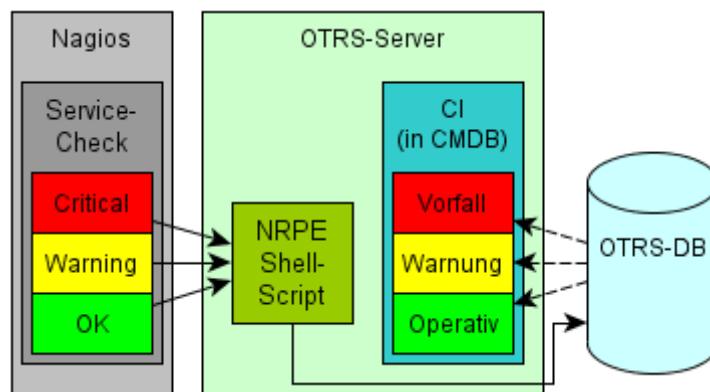 Nagios
OTRS-Server
Service-
Check
CI
(in CMDB)
Critical
Warning
OK
NRPE
Shell-
Script
Vorfall
Warnung
Operativ
OTRS-DB